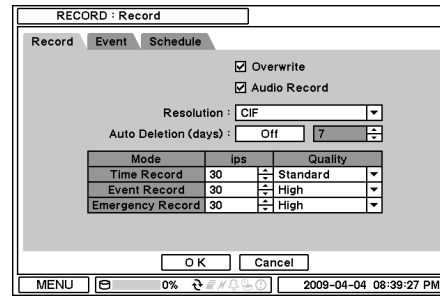 RECORD : Record
Record Event Schedule
Overwrite
Audio Record
Resolution : CIF
Auto Deletion (days) : Off 7
Mode ips Quality
Time Record 30 Standard
Event Record 30 High
Emergency Record 30 High
OK Cancel
MENU 0% 2009-04-04 08:39:27 PM